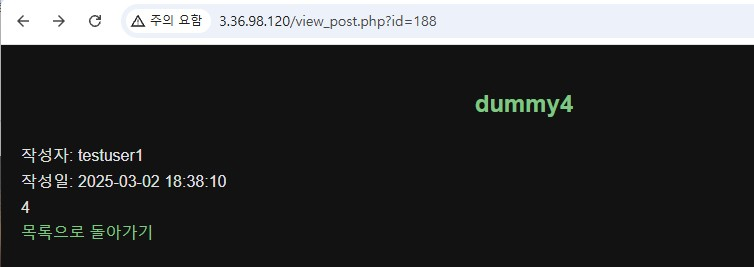 주의 요함 3.36.98.120/view_post.php?id=188
dummy4
작성자: testuser1
작성일: 2025-03-02 18:38:10
4
목록으로 돌아가기